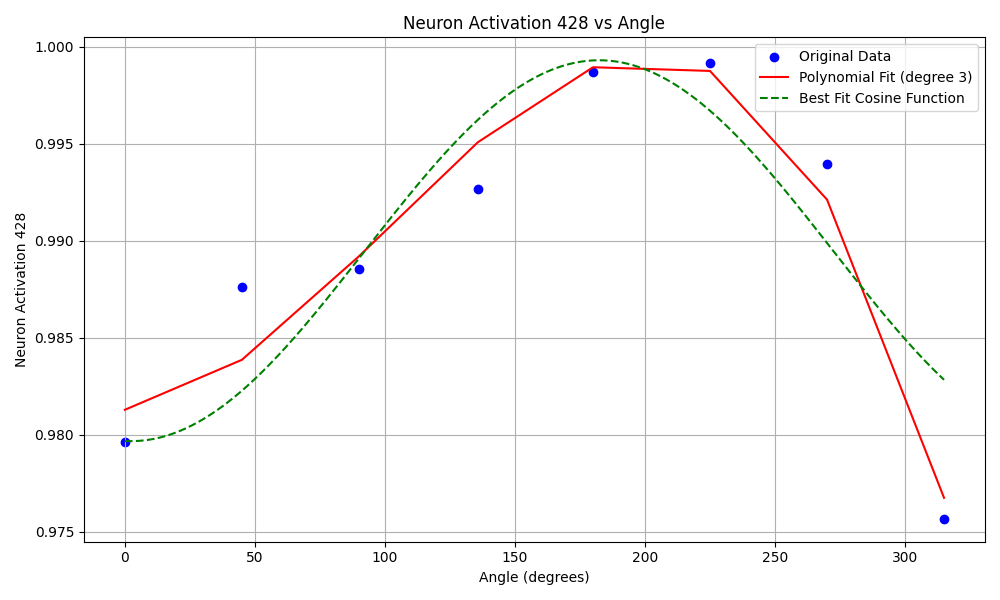 Neuron Activation 428 vs Angle
Original Data
Polynomial Fit (degree 3)
Best Fit Cosine Function
Neuron Activation 428
1.000
0.995
0.990
0.985
0.980
0.975
0 50 100 150 200 250 300
Angle (degrees)